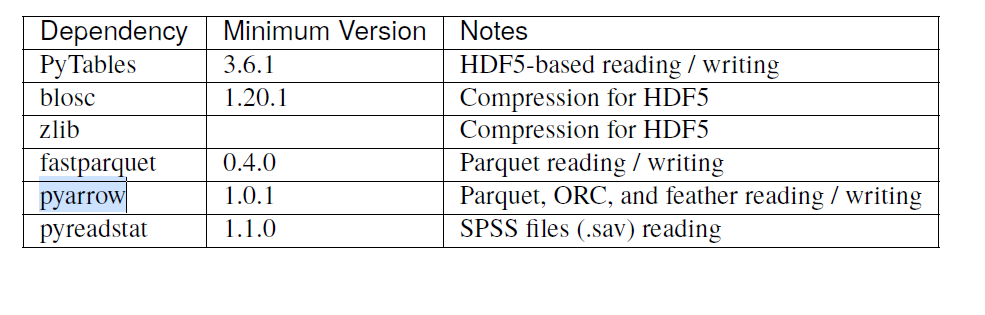 Dependency Minimum Version Notes
PyTables 3.6.1 HDF5-based reading / writing
blosc 1.20.1 Compression for HDF5
zlib Compression for HDF5
fastparquet 0.4.0 Parquet reading / writing
pyarrow 1.0.1 Parquet, ORC, and feather reading / writing
pyreadstat 1.1.0 SPSS files (.sav) reading